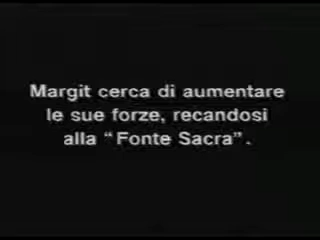 Margit cerca di aumentare
le sue forze, recandosi
alla “Fonte Sacra”.